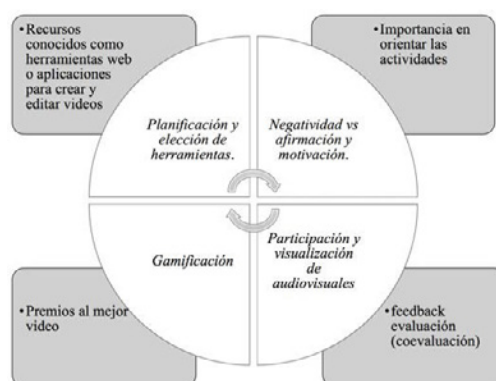 •Recursos
conocidos como
herramientas web
o aplicaciones
para crear y
editar videos
•Importancia en
orientar las
actividades
Planificación y
elección de
herramientas.
Negatividad vs
afirmación y
motivación.
Gamificación
Participación y
visualización
de
audiovisuales
•Premios al mejor
video
•feedback
evaluación
(coevaluación)